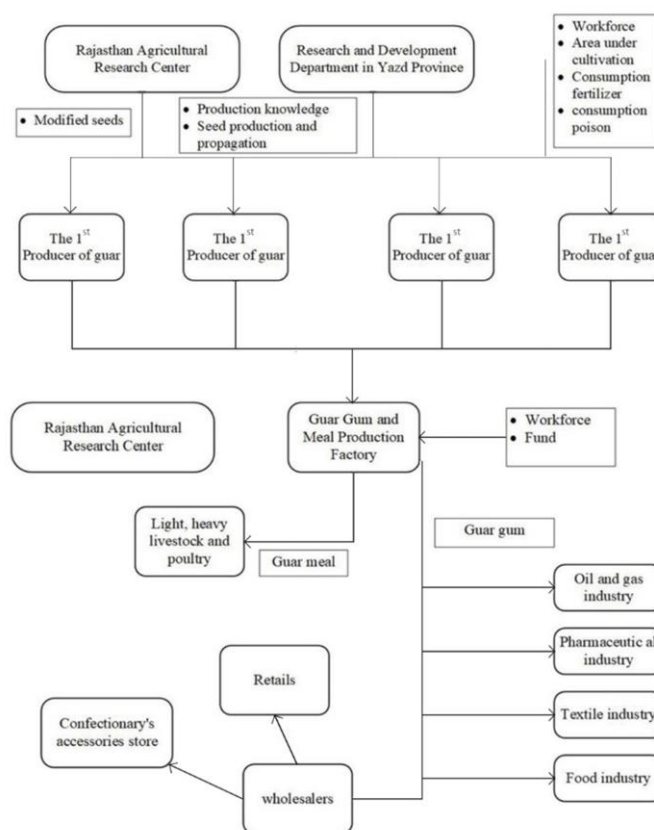 Rajasthan Agricultural
Research Center
Research and Development
Department in Yazd Province
• Workforce
• Area under
cultivation
• Consumption
fertilizer
• consumption
poison
• Modified seeds
• Production knowledge
• Seed production and
propagation
The 1st
Producer of guar
The 1st
Producer of guar
The 1st
Producer of guar
The 1st
Producer of guar
Rajasthan Agricultural
Research Center
Guar Gum and
Meal Production
Factory
• Workforce
• Fund
Light, heavy
livestock and
poultry
Guar meal
Guar gum
Oil and gas
industry
Pharmaceutic al
industry
Textile industry
Food industry
Retails
Confectionary's
accessories store
wholesalers